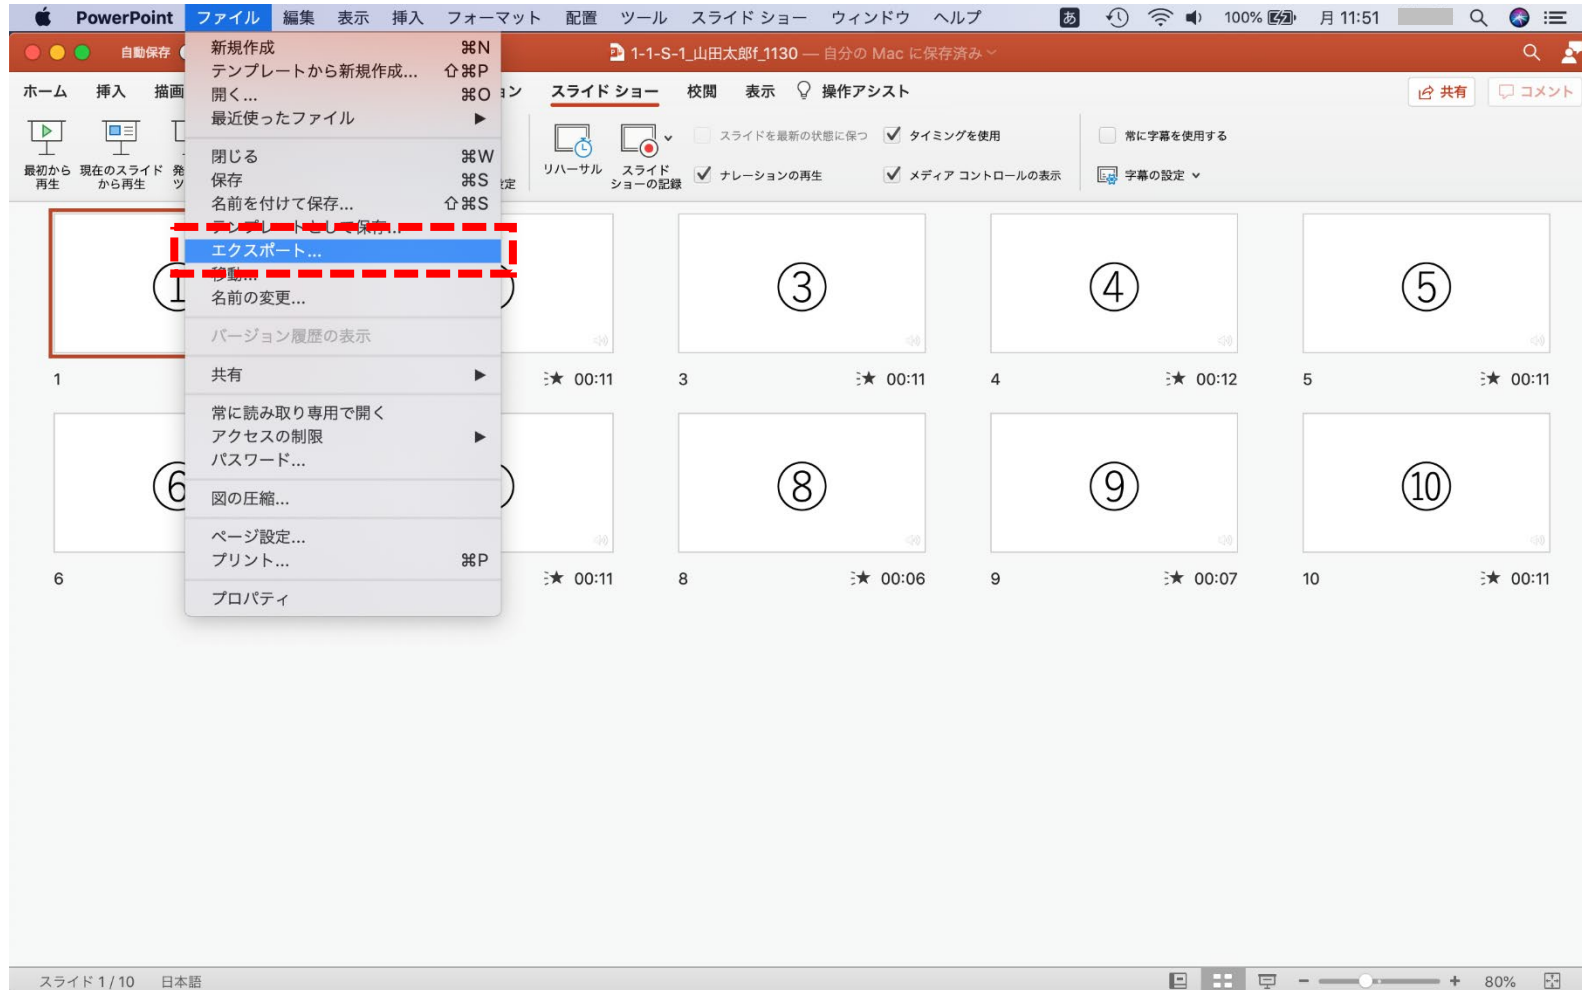 PowerPoint ファイル 編集 表示 挿入 フォーマット 配置 ツール スライド ショー ウィンドウ ヘルプ あ 100% 月 11:51
自動保存 1-1-S-1_山田太郎f_1130 — 自分の Mac に保存済み
ホーム 挿入 描画 スライド ショー 校閲 表示 操作アシスト 共有 コメント
最初から 再生
現在のスライド から再生
リハーサル
スライド ショーの記録
スライドを最新の状態に保つ
タイミングを使用
常に字幕を使用する
ナレーションの再生
メディア コントロールの表示
字幕の設定
新規作成 ⌘N
テンプレートから新規作成... ⇧⌘P
開く... ⌘O
最近使ったファイル ▶
閉じる ⌘W
保存 ⌘S
名前を付けて保存... ⇧⌘S
テンプレートとして保存...
エクスポート...
移動...
名前の変更...
バージョン履歴の表示
共有 ▶
常に読み取り専用で開く
アクセスの制限 ▶
パスワード...
図の圧縮...
ページ設定...
プリント... ⌘P
プロパティ
① ③ ④ ⑤
1 00:11 3 00:11 4 00:12 5 00:11
⑥ ⑧ ⑨ ⑩
6 00:11 8 00:06 9 00:07 10 00:11
スライド 1 / 10 日本語 80%